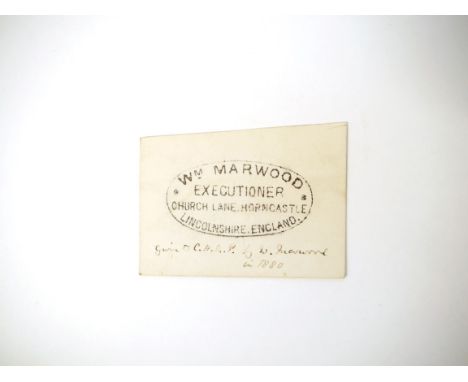 * WM MARWOOD *
EXECUTIONER
CHURCH LANE, HORNCASTLE
LINCOLNSHIRE, ENGLAND.
by W. Marwood
in 1880